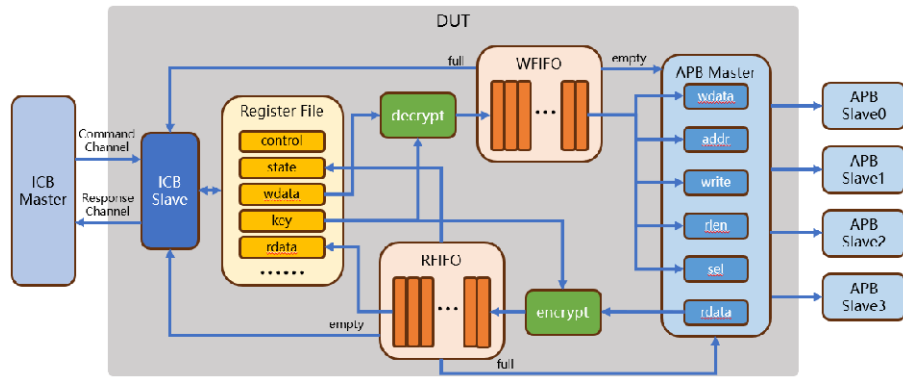 DUT
full
WFIFO
empty
APB Master
wdata
addr
write
rlen
sel
rdata
APB
Slave0
APB
Slave1
APB
Slave2
APB
Slave3
ICB
Master
Command
Channel
Response
Channel
ICB
Slave
Register File
control
state
wdata
key
rdata
......
decrypt
RFIFO
encrypt
empty
full